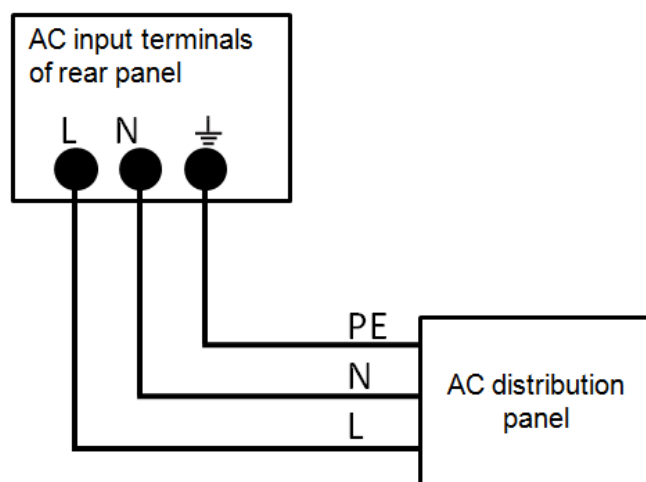 AC input terminals
of rear panel
L N ⏚
PE
N
L
AC distribution
panel